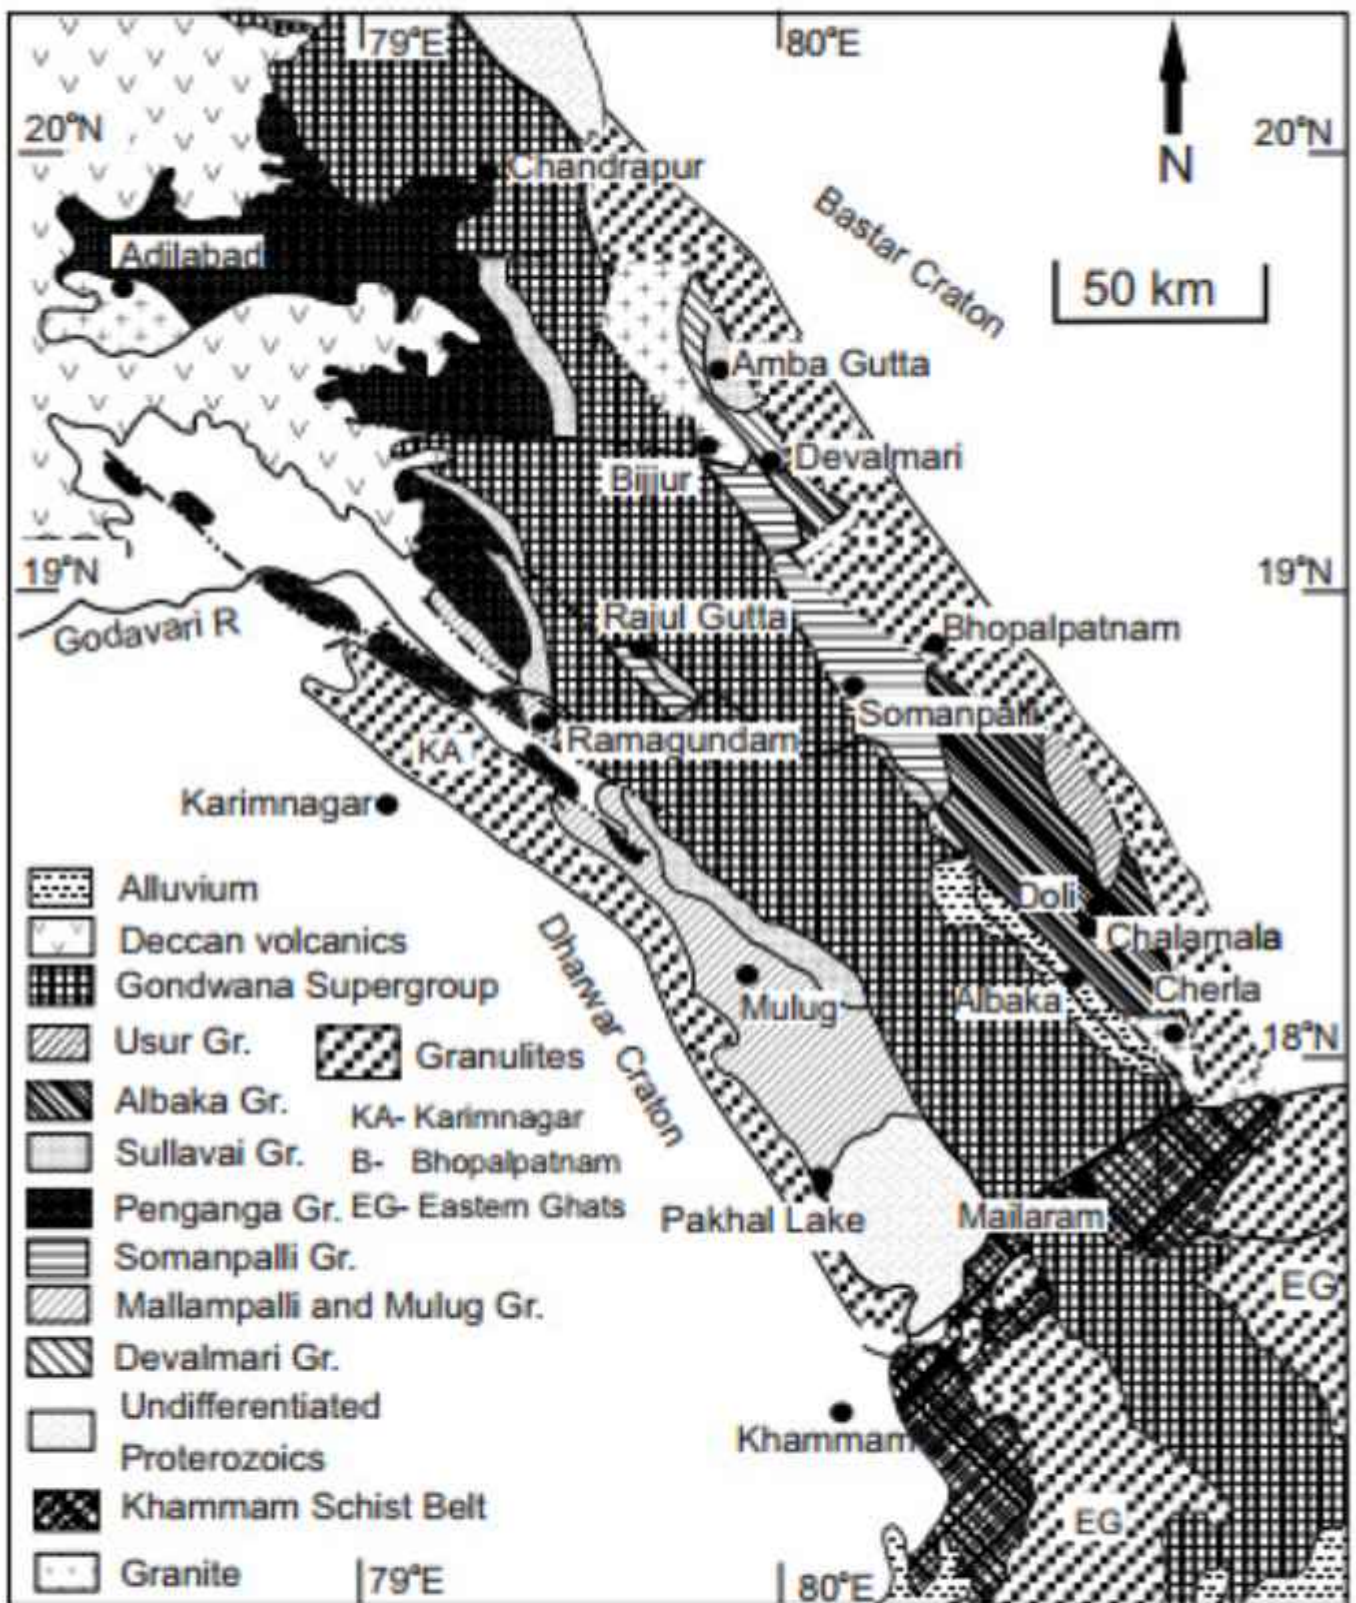 79°E
80°E
20°N
20°N
N
Chandrapur
Bastar Craton
Adilabad
50 km
Amba Gutta
Devalmari
Bijjur
19°N
19°N
Godavari R
Rajul Gutta
Bhopalpatnam
Somanpalli
KA
Ramagundam
Karimnagar
Alluvium
Doli
Deccan volcanics
Chalamala
Gondwana Supergroup
Dharwar Craton
Mulug
Albaka
Cherla
Usur Gr.
Granulites
18°N
Albaka Gr.
KA- Karimnagar
Sullavai Gr.
B- Bhopalpatnam
Penganga Gr.
EG- Eastern Ghats
Pakhal Lake
Mailaram
Somanpalli Gr.
EG
Mallampalli and Mulug Gr.
Devalmari Gr.
Undifferentiated
Proterozoics
Khammam
Khammam Schist Belt
EG
Granite
79°E
80°E